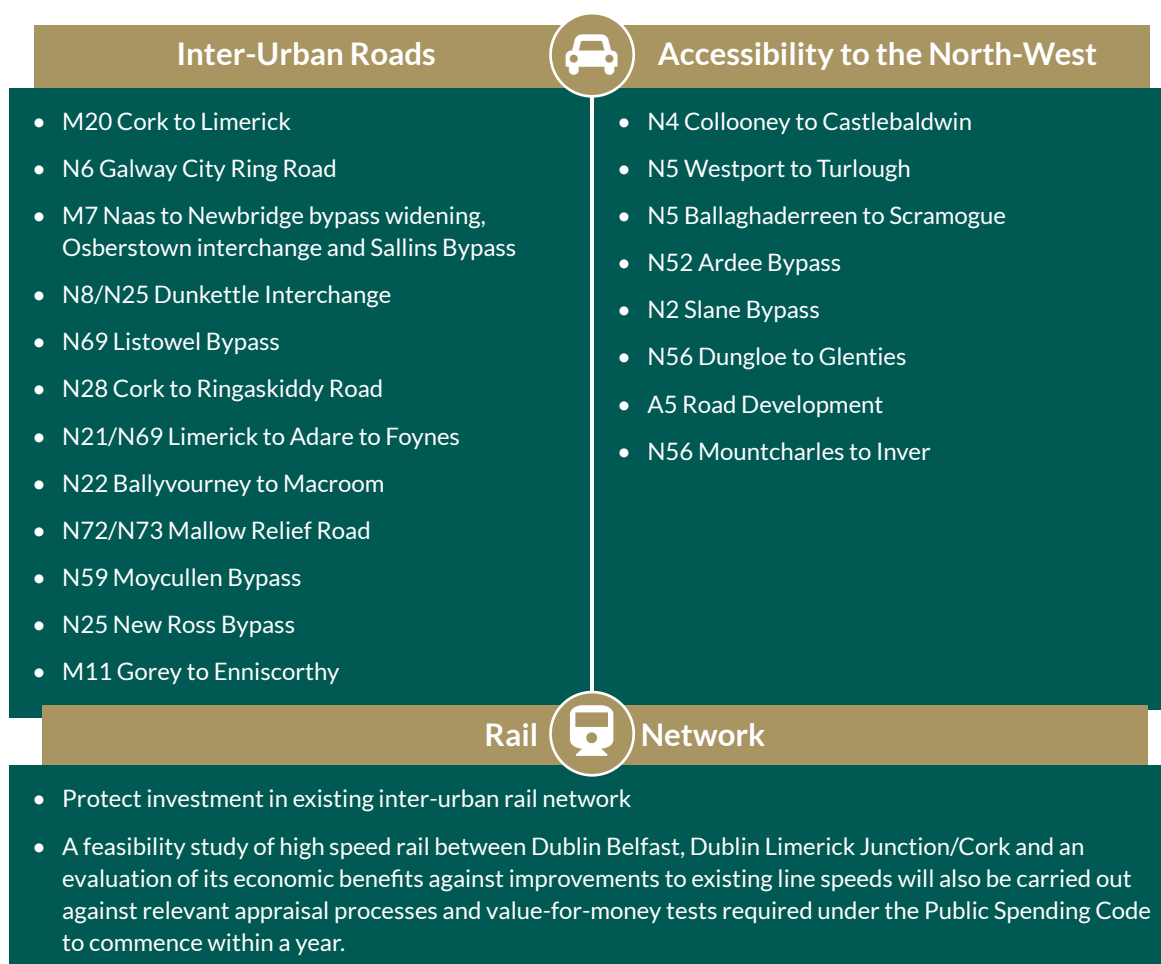 Inter-Urban Roads
• M20 Cork to Limerick
• N6 Galway City Ring Road
• M7 Naas to Newbridge bypass widening,
Osberstown interchange and Sallins Bypass
• N8/N25 Dunkettle Interchange
• N69 Listowel Bypass
• N28 Cork to Ringaskiddy Road
• N21/N69 Limerick to Adare to Foynes
• N22 Ballyvourney to Macroom
• N72/N73 Mallow Relief Road
• N59 Moycullen Bypass
• N25 New Ross Bypass
• M11 Gorey to Enniscorthy
Accessibility to the North-West
• N4 Collooney to Castlebaldwin
• N5 Westport to Turlough
• N5 Ballaghaderreen to Scramogue
• N52 Ardee Bypass
• N2 Slane Bypass
• N56 Dungloe to Glenties
• A5 Road Development
• N56 Mountcharles to Inver
Rail Network
• Protect investment in existing inter-urban rail network
• A feasibility study of high speed rail between Dublin Belfast, Dublin Limerick Junction/Cork and an
evaluation of its economic benefits against improvements to existing line speeds will also be carried out
against relevant appraisal processes and value-for-money tests required under the Public Spending Code
to commence within a year.